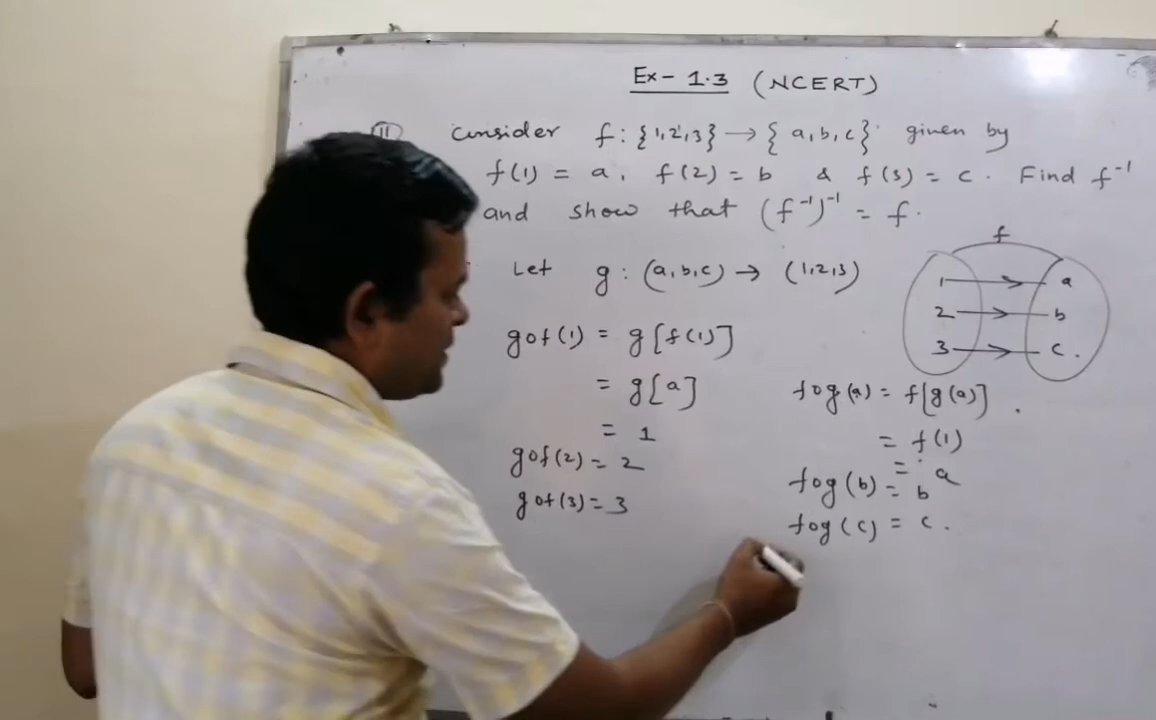 Ex- 1.3 (NCERT)
11 Consider f: {1,2,3} → {a,b,c} given by
f(1) = a, f(2) = b & f(3) = c. Find f⁻¹
and show that (f⁻¹)⁻¹ = f.
Let g: (a,b,c) → (1,2,3)
gof(1) = g[f(1)]
= g[a]
= 1
gof(2) = 2
gof(3) = 3
f
1 a
2 b
3 c.
fog(a) = f[g(a)].
= f(1)
= a
fog(b) = b
fog(c) = c.